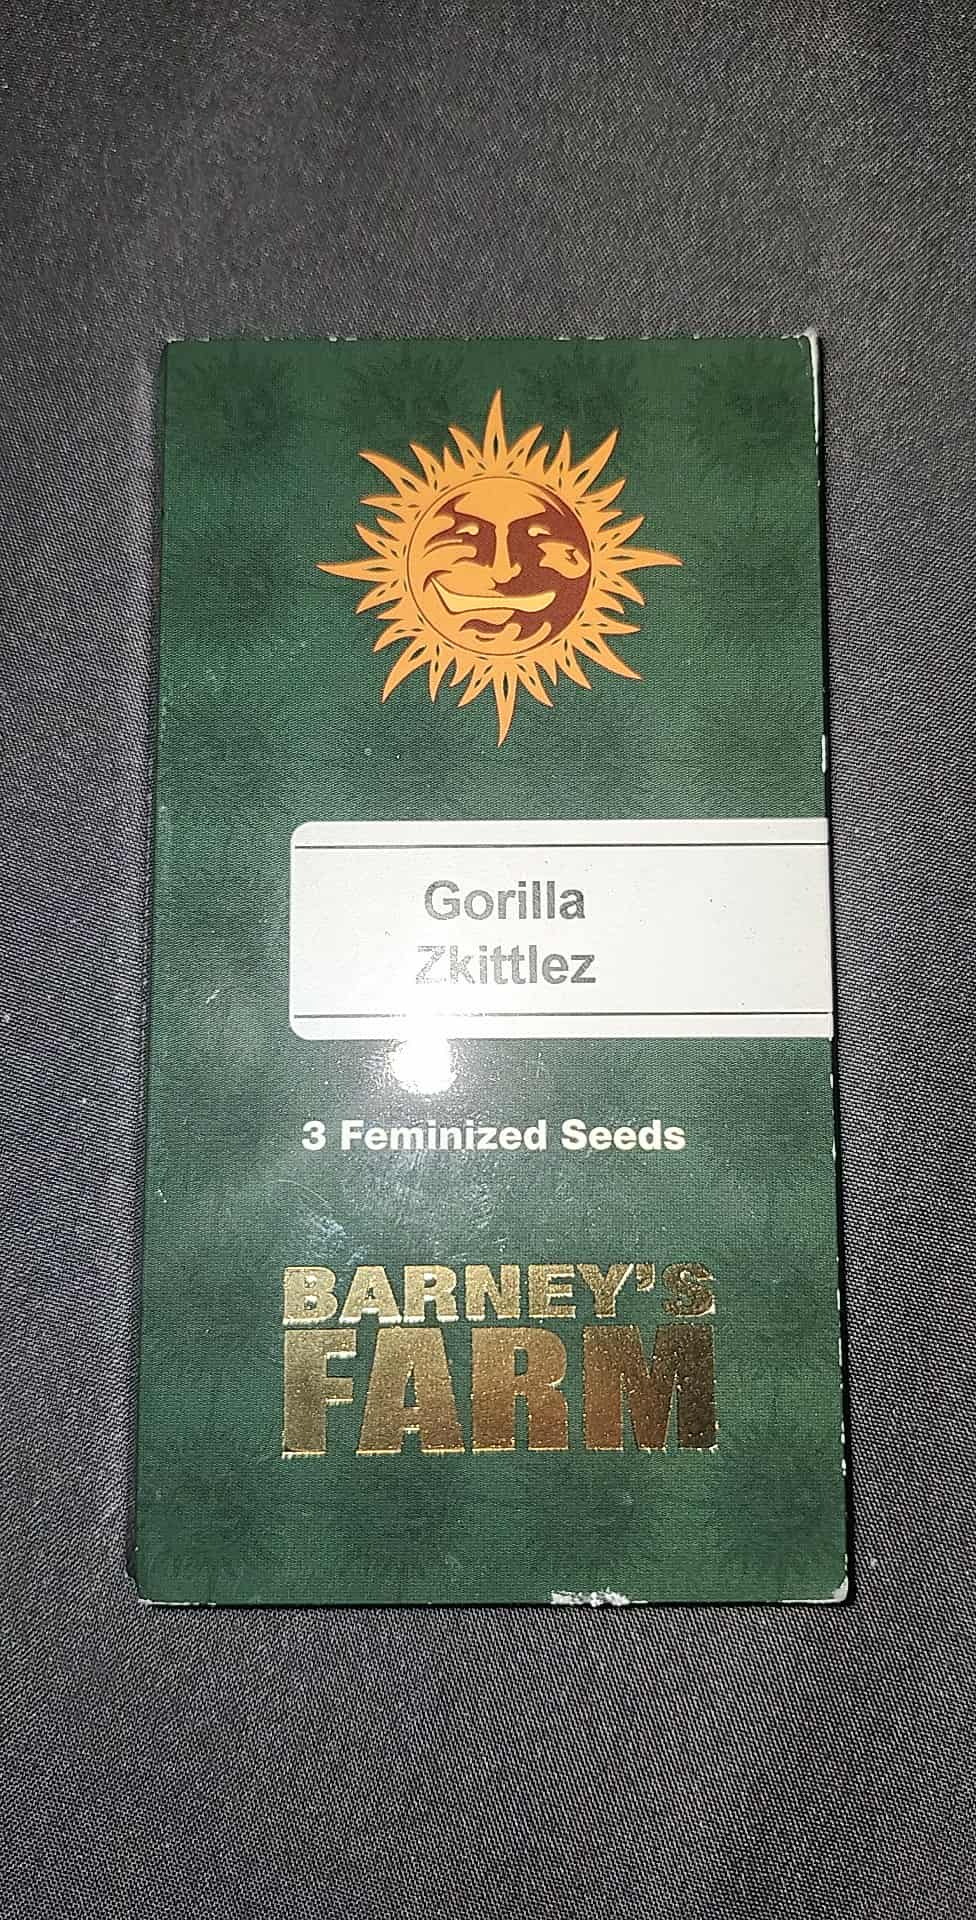 Gorilla
Zkittlez
3 Feminized Seeds
BARNEY'S
FARM